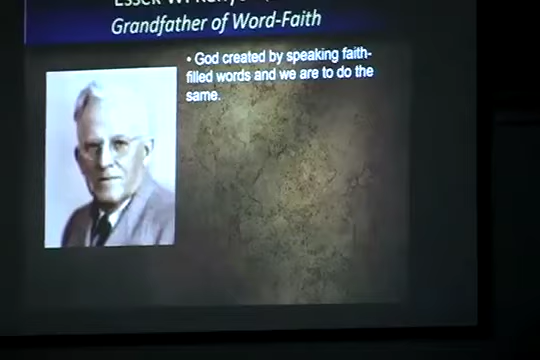 Grandfather of Word-Faith
• God created by speaking faith-
filled words and we are to do the
same.